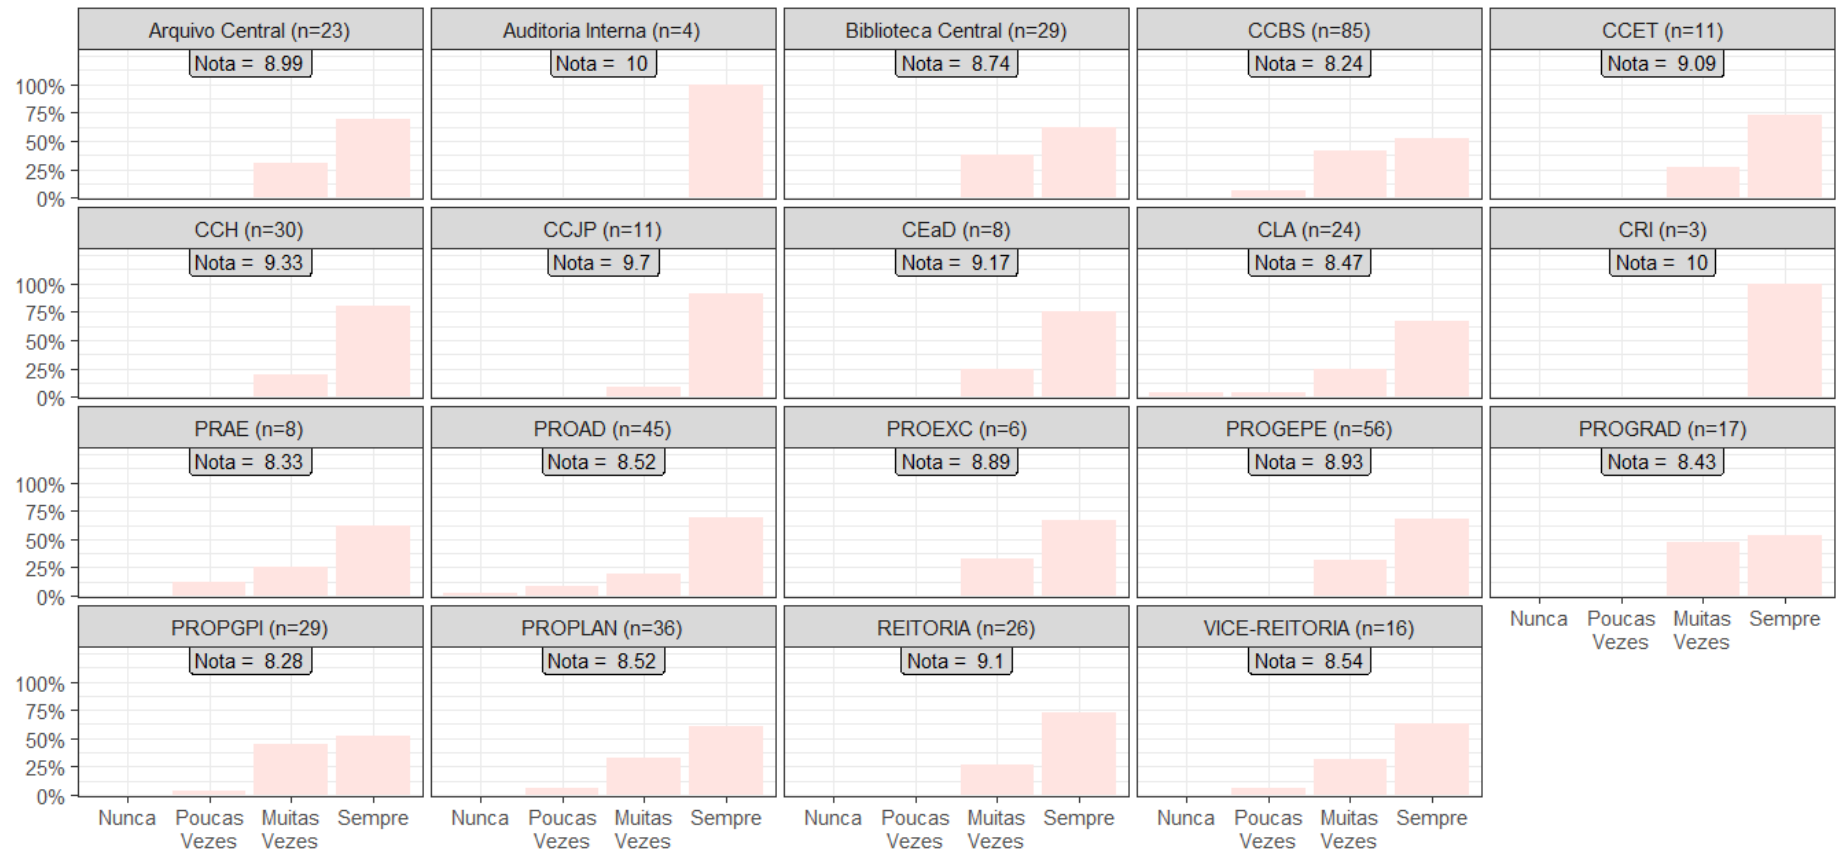 Arquivo Central (n=23)
Auditoria Interna (n=4)
Biblioteca Central (n=29)
CCBS (n=85)
CCET (n=11)
Nota = 8.99
Nota = 10
Nota = 8.74
Nota = 8.24
Nota = 9.09
100%
75%
50%
25%
0%
CCH (n=30)
CCJP (n=11)
CEaD (n=8)
CLA (n=24)
CRI (n=3)
Nota = 9.33
Nota = 9.7
Nota = 9.17
Nota = 8.47
Nota = 10
100%
75%
50%
25%
0%
PRAE (n=8)
PROAD (n=45)
PROEXC (n=6)
PROGEPE (n=56)
PROGRAD (n=17)
Nota = 8.33
Nota = 8.52
Nota = 8.89
Nota = 8.93
Nota = 8.43
100%
75%
50%
25%
0%
Nunca
Poucas
Vezes
Muitas
Vezes
Sempre
PROPGPI (n=29)
PROPLAN (n=36)
REITORIA (n=26)
VICE-REITORIA (n=16)
Nota = 8.28
Nota = 8.52
Nota = 9.1
Nota = 8.54
100%
75%
50%
25%
0%
Nunca
Poucas
Vezes
Muitas
Vezes
Sempre
Nunca
Poucas
Vezes
Muitas
Vezes
Sempre
Nunca
Poucas
Vezes
Muitas
Vezes
Sempre
Nunca
Poucas
Vezes
Muitas
Vezes
Sempre